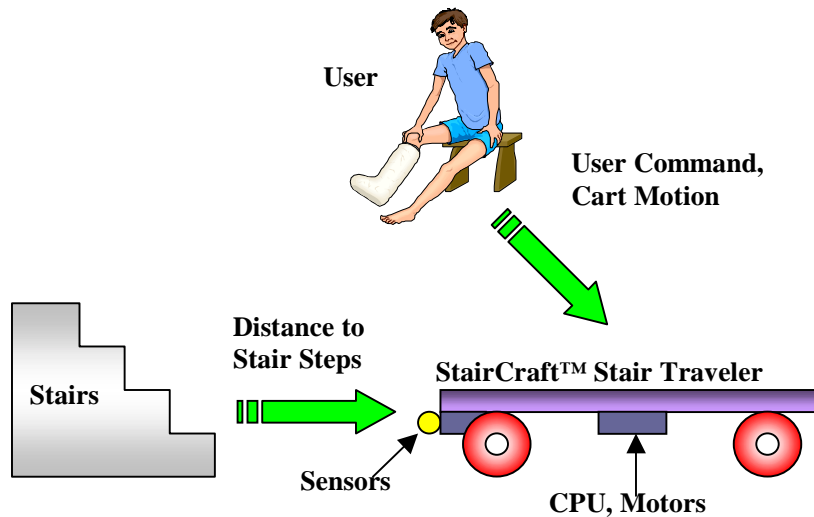 User
User Command,
Cart Motion
Distance to
Stair Steps
Stairs
StairCraft™ Stair Traveler
Sensors
CPU, Motors